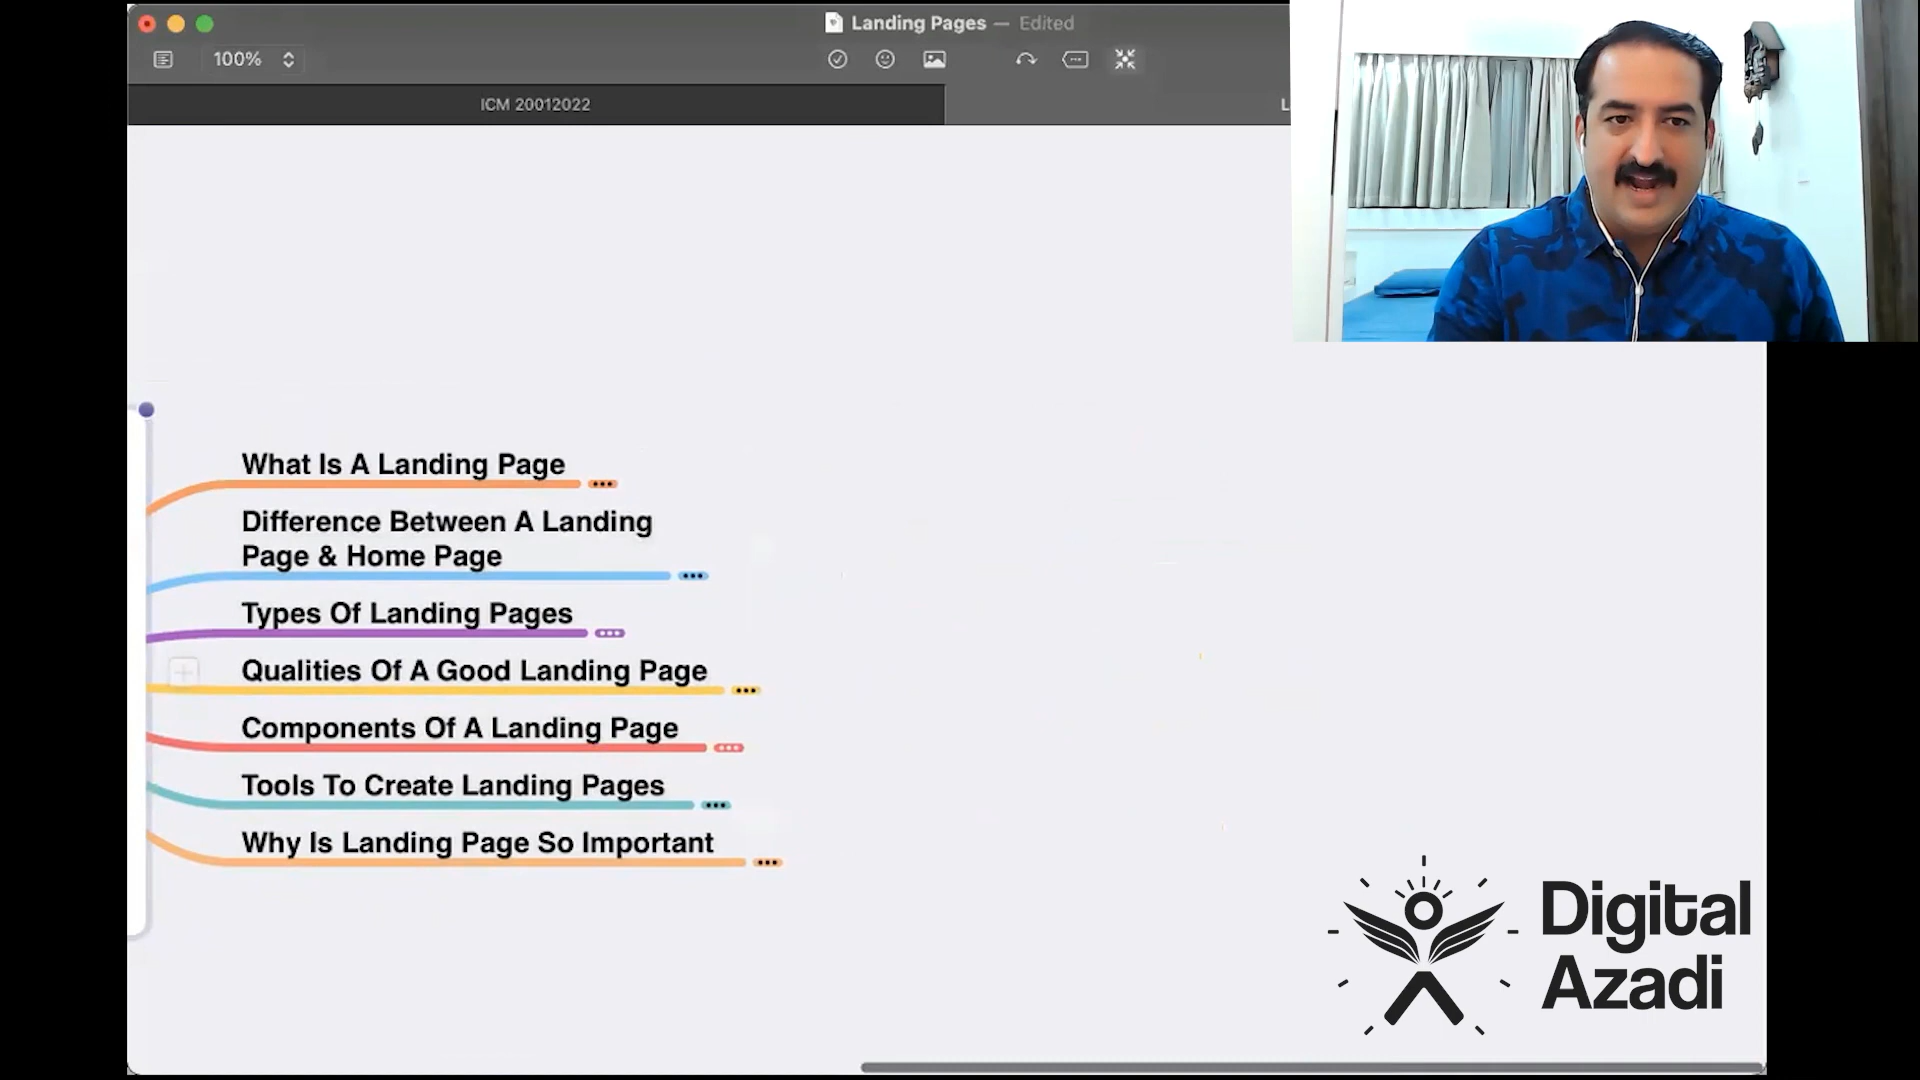 Landing Pages — Edited
100%
ICM 20012022
L
What Is A Landing Page
Difference Between A Landing
Page & Home Page
Types Of Landing Pages
Qualities Of A Good Landing Page
Components Of A Landing Page
Tools To Create Landing Pages
Why Is Landing Page So Important
Digital
Azadi